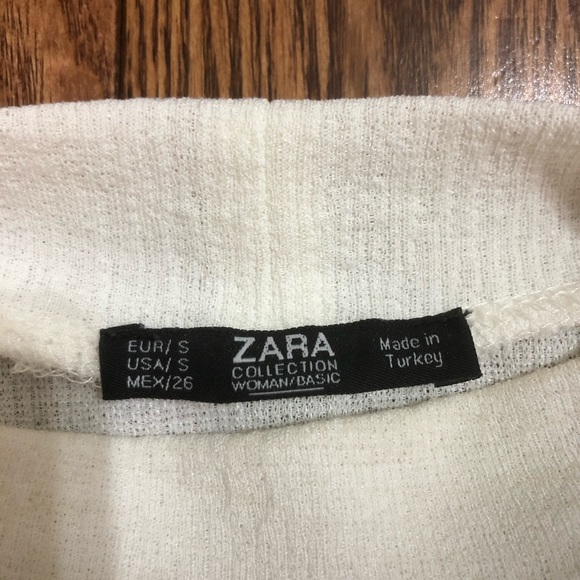 EUR/ S
USA/ S
MEX/26
ZARA
COLLECTION
WOMAN/BASIC
Made in
Turkey